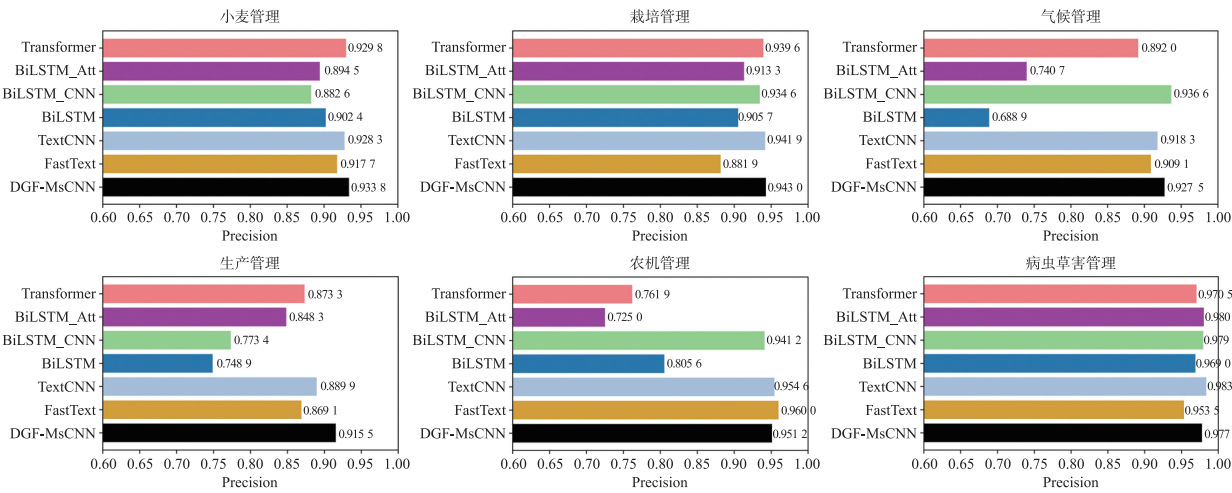 小麦管理
Transformer 0.929 8
BiLSTM_Att 0.894 5
BiLSTM_CNN 0.882 6
BiLSTM 0.902 4
TextCNN 0.928 3
FastText 0.917 7
DGF-MsCNN 0.933 8
0.60 0.65 0.70 0.75 0.80 0.85 0.90 0.95 1.00
Precision
栽培管理
Transformer 0.939 6
BiLSTM_Att 0.913 3
BiLSTM_CNN 0.934 6
BiLSTM 0.905 7
TextCNN 0.941 9
FastText 0.881 9
DGF-MsCNN 0.943 0
0.60 0.65 0.70 0.75 0.80 0.85 0.90 0.95 1.00
Precision
气候管理
Transformer 0.892 0
BiLSTM_Att 0.740 7
BiLSTM_CNN 0.936 6
BiLSTM 0.688 9
TextCNN 0.918 3
FastText 0.909 1
DGF-MsCNN 0.927 5
0.60 0.65 0.70 0.75 0.80 0.85 0.90 0.95 1.00
Precision
生产管理
Transformer 0.873 3
BiLSTM_Att 0.848 3
BiLSTM_CNN 0.773 4
BiLSTM 0.748 9
TextCNN 0.889 9
FastText 0.869 1
DGF-MsCNN 0.915 5
0.60 0.65 0.70 0.75 0.80 0.85 0.90 0.95 1.00
Precision
农机管理
Transformer 0.761 9
BiLSTM_Att 0.725 0
BiLSTM_CNN 0.941 2
BiLSTM 0.805 6
TextCNN 0.954 6
FastText 0.960 0
DGF-MsCNN 0.951 2
0.60 0.65 0.70 0.75 0.80 0.85 0.90 0.95 1.00
Precision
病虫草害管理
Transformer 0.970 5
BiLSTM_Att 0.980
BiLSTM_CNN 0.979
BiLSTM 0.969 0
TextCNN 0.983
FastText 0.953 5
DGF-MsCNN 0.977
0.60 0.65 0.70 0.75 0.80 0.85 0.90 0.95 1.00
Precision